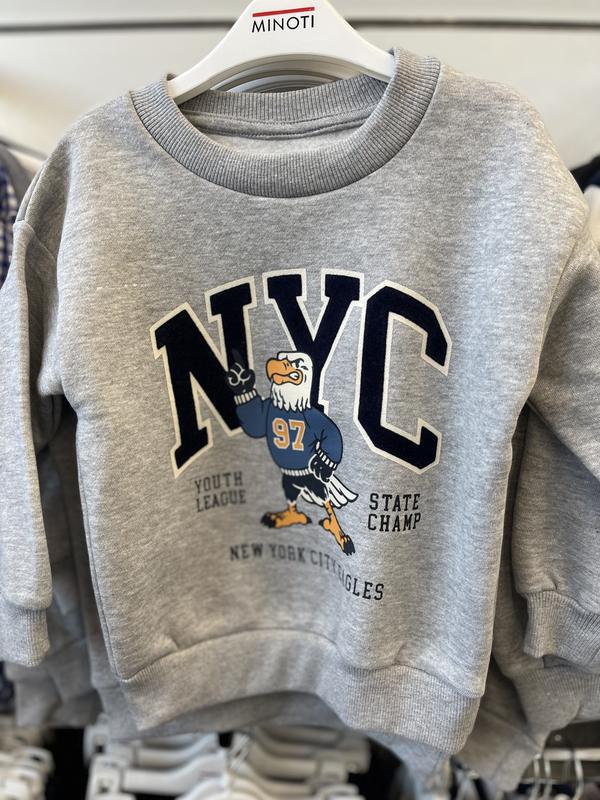 MINOTI
NYC
97
YOUTH
LEAGUE
STATE
CHAMP
NEW YORK CITY EAGLES